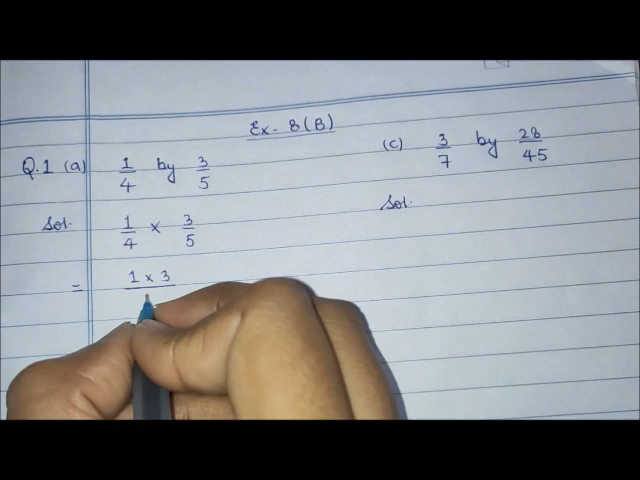 Ex- 8(B)
Q.1 (a) 1/4 by 3/5
Sol. 1/4 × 3/5
= 1 × 3
(c) 3/7 by 28/45
Sol.